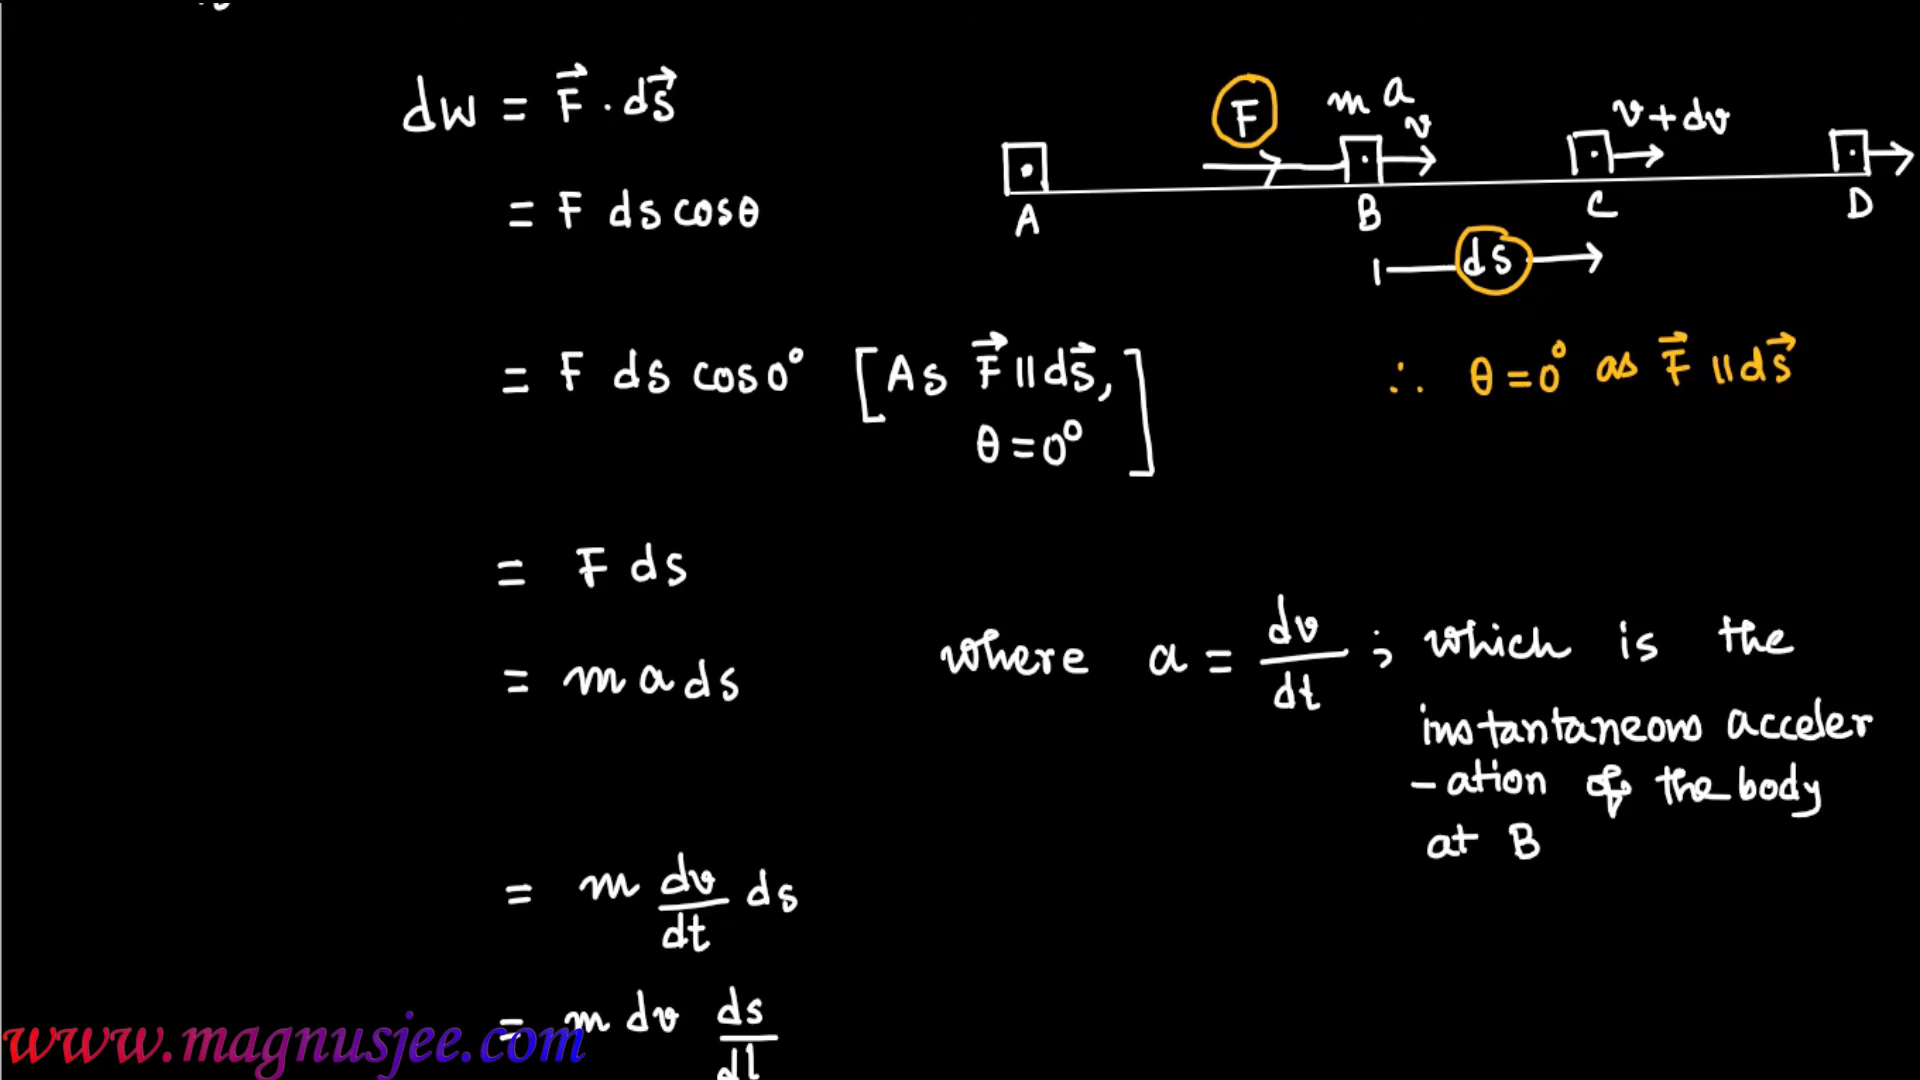 dw = F⃗ · ds⃗
= F ds cosθ
= F ds cos0° [As F⃗ || ds⃗,
θ = 0°]
= F ds
= m a ds
= m dv/dt ds
= m dv ds/dt
F
m a
v
v + dv
A
B
C
D
ds
∴ θ = 0° as F⃗ || ds⃗
where a = dv/dt ; which is the
instantaneous acceler
-ation of the body
at B
www.magnusjee.com